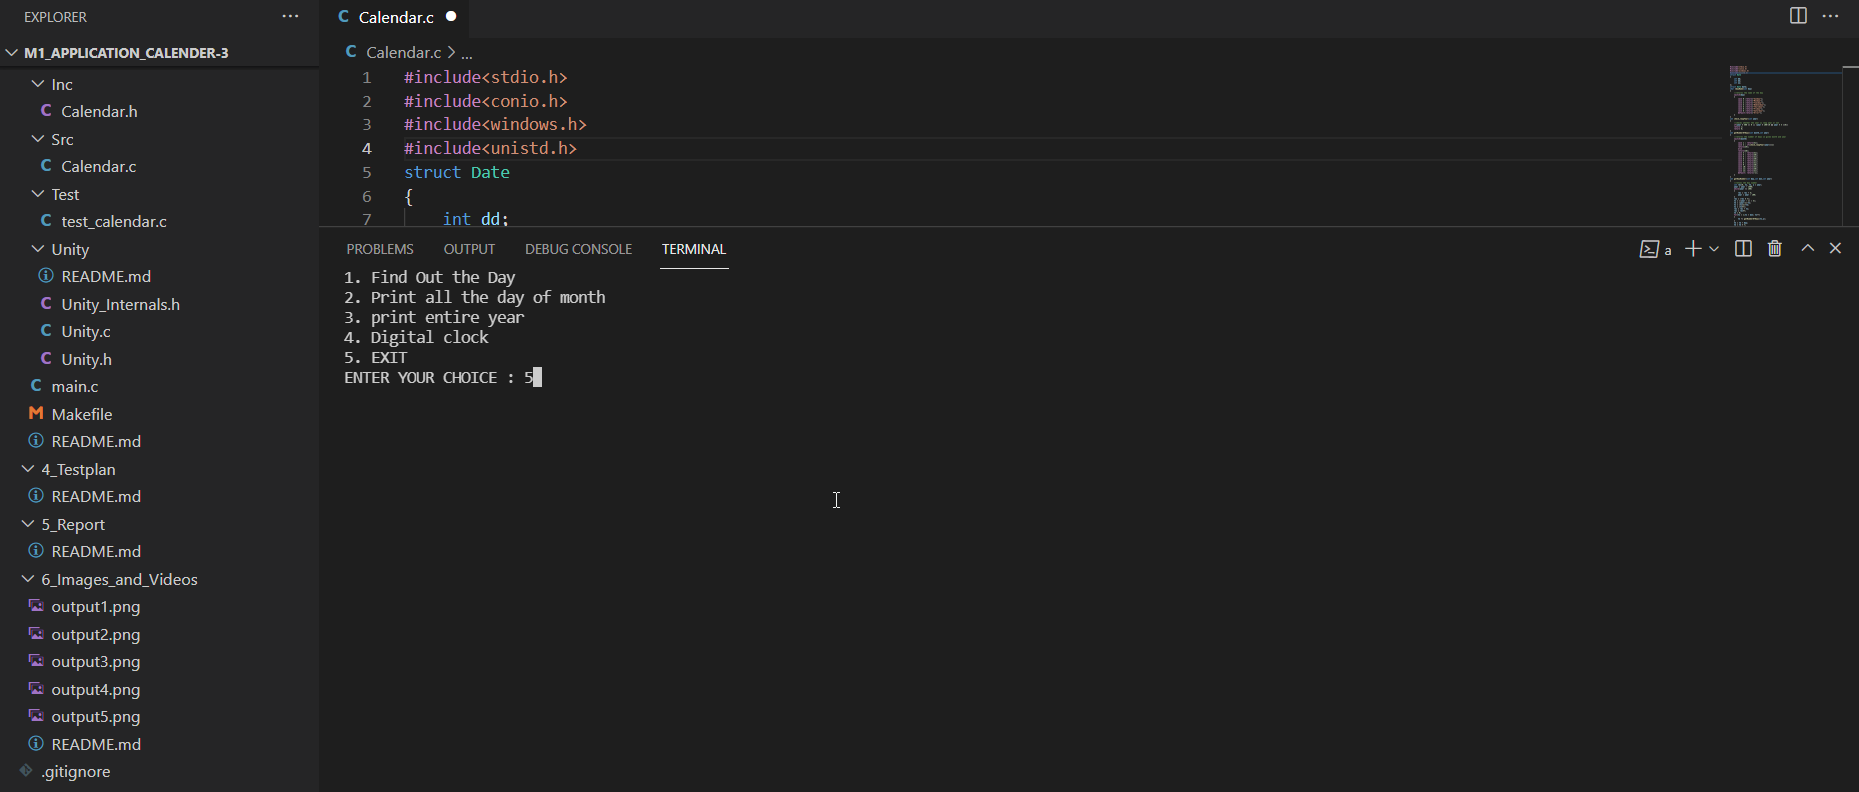 EXPLORER
M1_APPLICATION_CALENDER-3
Inc
C Calendar.h
Src
C Calendar.c
Test
C test_calendar.c
Unity
README.md
C Unity_Internals.h
C Unity.c
C Unity.h
C main.c
M Makefile
README.md
4_Testplan
README.md
5_Report
README.md
6_Images_and_Videos
output1.png
output2.png
output3.png
output4.png
output5.png
README.md
.gitignore
C Calendar.c
C Calendar.c > ...
1 #include<stdio.h>
2 #include<conio.h>
3 #include<windows.h>
4 #include<unistd.h>
5 struct Date
6 {
7 int dd;
PROBLEMS OUTPUT DEBUG CONSOLE TERMINAL a
1. Find Out the Day
2. Print all the day of month
3. print entire year
4. Digital clock
5. EXIT
ENTER YOUR CHOICE : 5